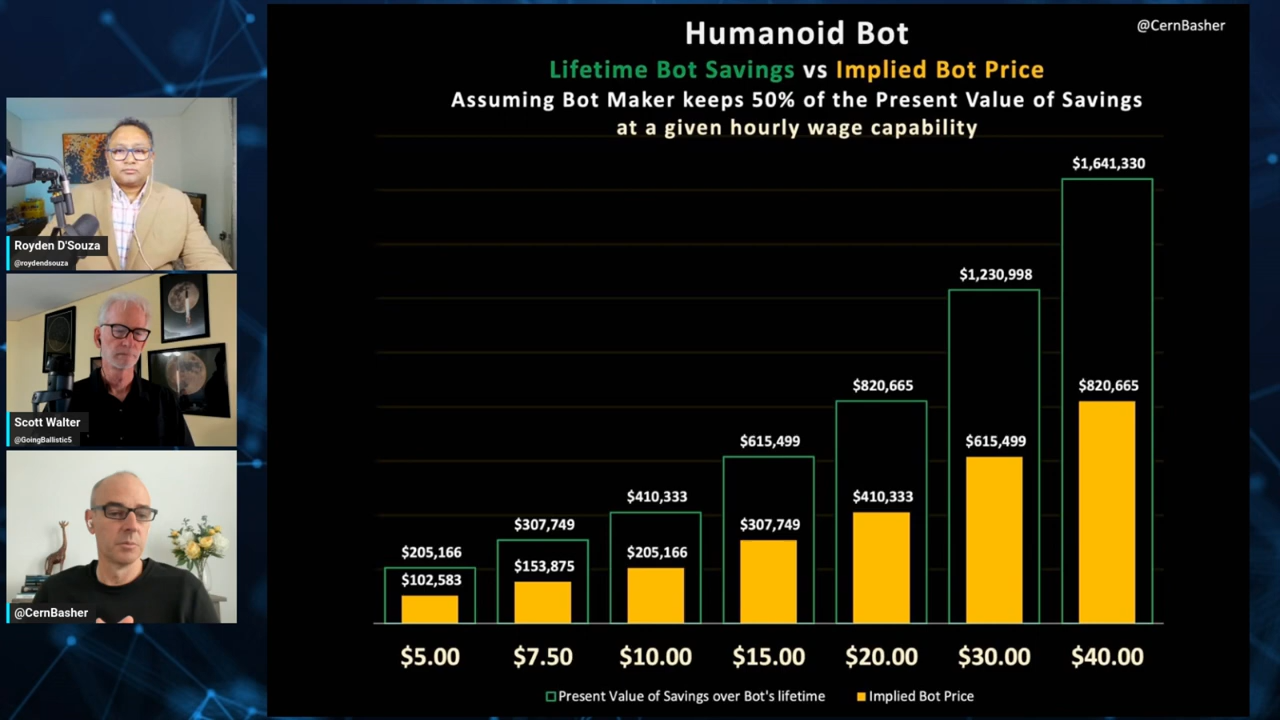 Humanoid Bot
@CernBasher
Lifetime Bot Savings vs Implied Bot Price
Assuming Bot Maker keeps 50% of the Present Value of Savings
at a given hourly wage capability
$205,166
$102,583
$307,749
$153,875
$410,333
$205,166
$615,499
$307,749
$820,665
$410,333
$1,230,998
$615,499
$1,641,330
$820,665
$5.00
$7.50
$10.00
$15.00
$20.00
$30.00
$40.00
Present Value of Savings over Bot's lifetime
Implied Bot Price
Royden D'Souza
@roydendsouza
Scott Walter
@GoingBallistic5
@CernBasher